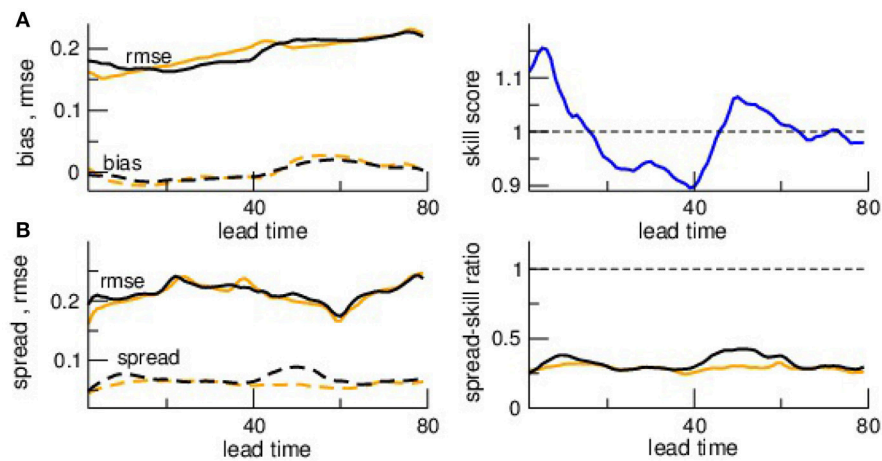 A
0.2
0.1
0
rmse
bias
bias , rmse
40
80
lead time
1.1
1
0.9
skill score
40
80
lead time
B
0.2
0.1
rmse
spread
spread , rmse
40
80
lead time
1
0.5
0
spread-skill ratio
40
80
lead time